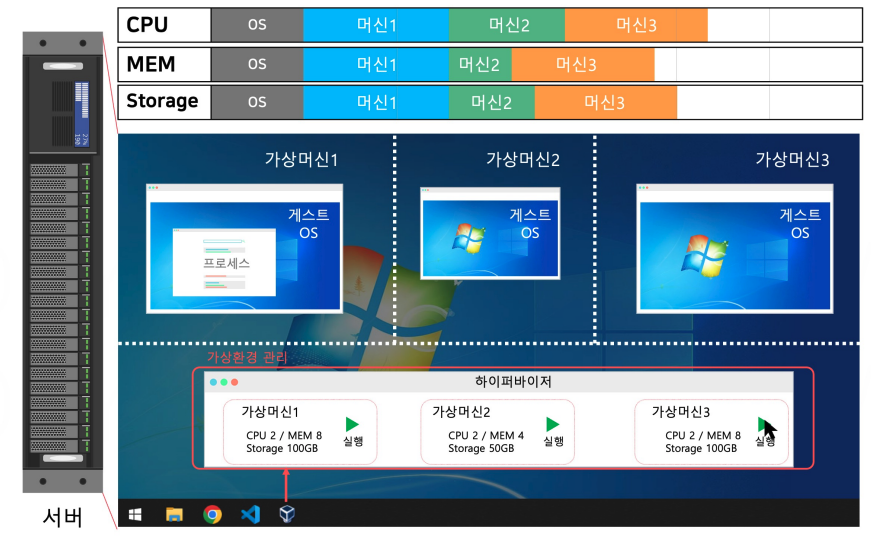 CPU OS 머신1 머신2 머신3
MEM OS 머신1 머신2 머신3
Storage OS 머신1 머신2 머신3
190 27%
가상머신1 가상머신2 가상머신3
게스트 OS
프로세스
게스트 OS
게스트 OS
가상환경 관리
하이퍼바이저
가상머신1
CPU 2 / MEM 8
Storage 100GB
실행
가상머신2
CPU 2 / MEM 4
Storage 50GB
실행
가상머신3
CPU 2 / MEM 8
Storage 100GB
실행
서버